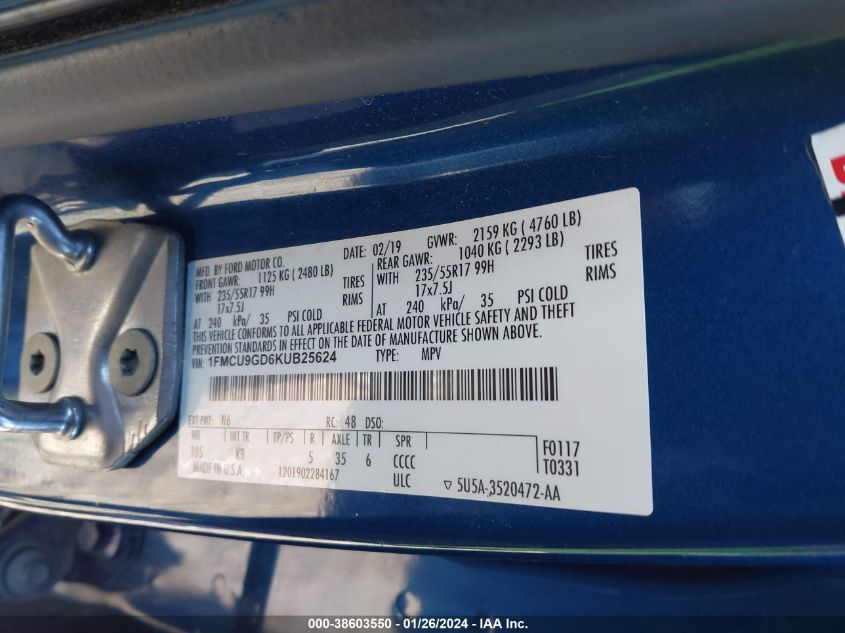 MFD. BY FORD MOTOR CO.
DATE: 02/19 GVWR: 2159 KG ( 4760 LB)
FRONT GAWR: 1125 KG ( 2480 LB)
REAR GAWR: 1040 KG ( 2293 LB)
WITH 235/55R17 99H TIRES
WITH 235/55R17 99H TIRES
17x7.5J RIMS
17x7.5J RIMS
AT 240 kPa/ 35 PSI COLD
AT 240 kPa/ 35 PSI COLD
THIS VEHICLE CONFORMS TO ALL APPLICABLE FEDERAL MOTOR VEHICLE SAFETY AND THEFT
PREVENTION STANDARDS IN EFFECT ON THE DATE OF MANUFACTURE SHOWN ABOVE.
VIN: 1FMCU9GD6KUB25624 TYPE: MPV
EXT PNT: N6 RC: 48 DSO:
WB INT TR TP/PS R AXLE TR SPR
105 KB 5 35 6 CCCC
F0117
T0331
MADE IN U.S.A. 1201902284167 ULC
5U5A-3520472-AA
000-38603550 - 01/26/2024 - IAA Inc.